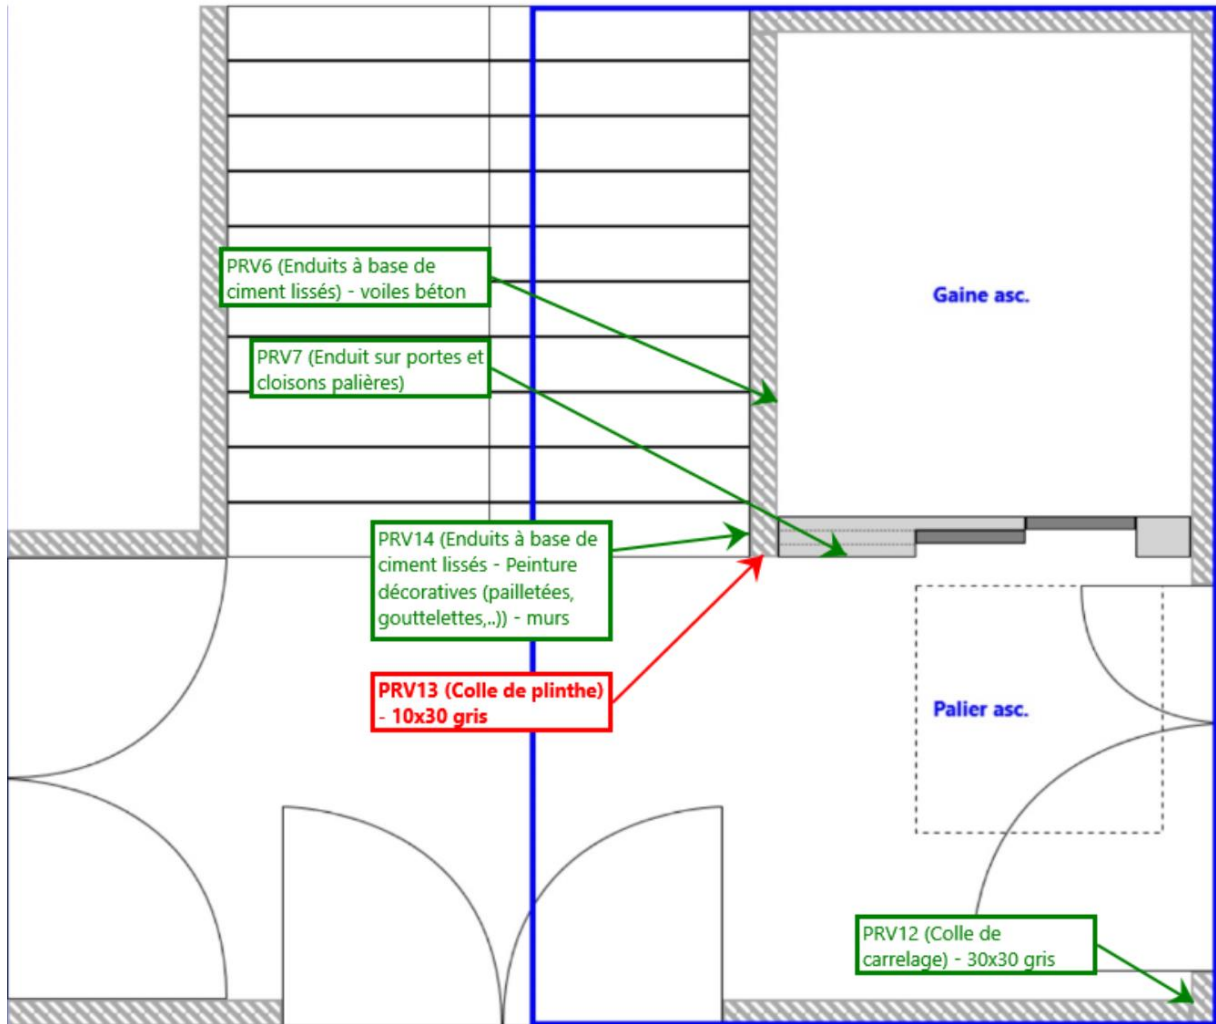 PRV6 (Enduits à base de
ciment lissés) - voiles béton
Gaine asc.
PRV7 (Enduit sur portes et
cloisons palières)
PRV14 (Enduits à base de
ciment lissés - Peinture
décoratives (pailletées,
gouttelettes,..)) - murs
PRV13 (Colle de plinthe)
- 10x30 gris
Palier asc.
PRV12 (Colle de
carrelage) - 30x30 gris